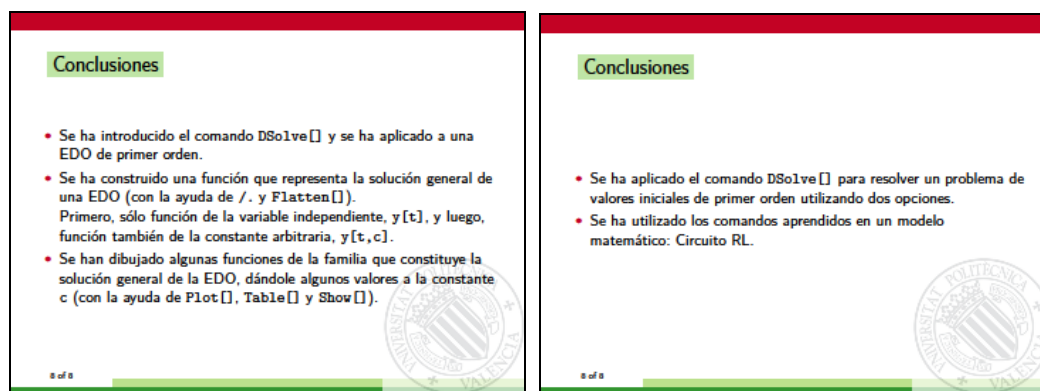 Conclusiones
• Se ha introducido el comando DSolve[] y se ha aplicado a una
EDO de primer orden.
• Se ha construido una función que representa la solución general de
una EDO (con la ayuda de /. y Flatten[]).
Primero, sólo función de la variable independiente, y[t], y luego,
función también de la constante arbitraria, y[t,c].
• Se han dibujado algunas funciones de la familia que constituye la
solución general de la EDO, dándole algunos valores a la constante
c (con la ayuda de Plot[], Table[] y Show[]).
8 of 8
Conclusiones
• Se ha aplicado el comando DSolve[] para resolver un problema de
valores iniciales de primer orden utilizando dos opciones.
• Se ha utilizado los comandos aprendidos en un modelo
matemático: Circuito RL.
8 of 8